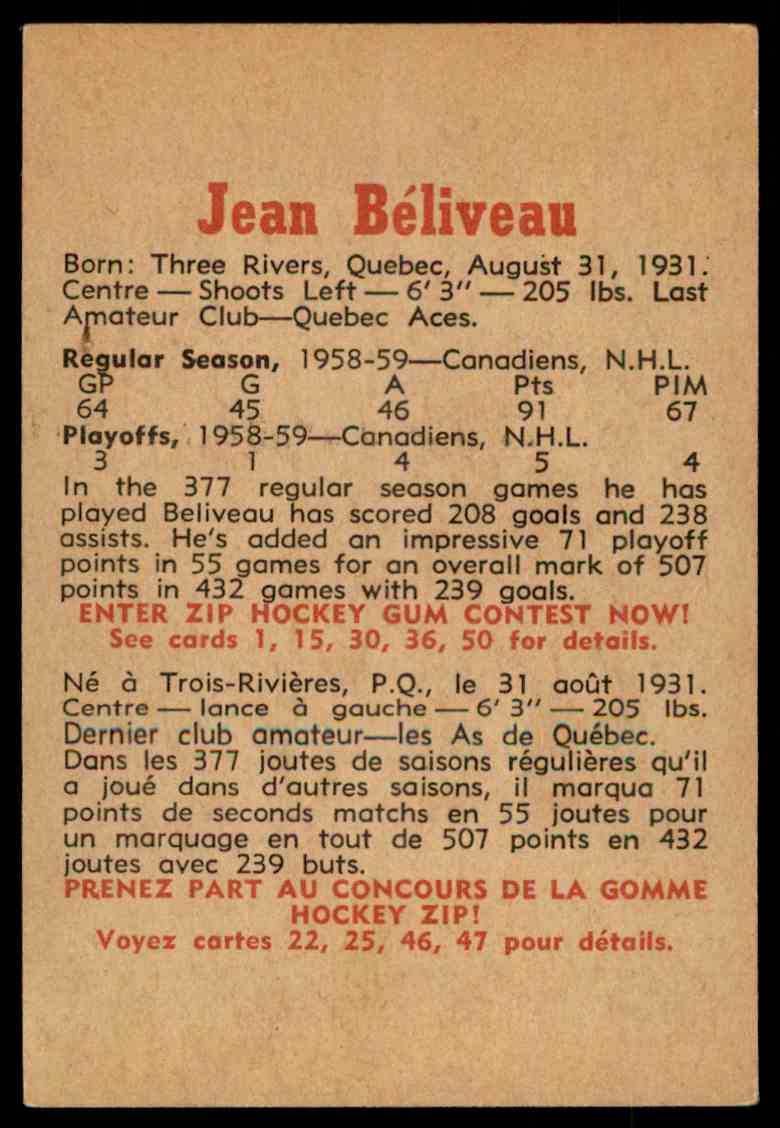 Jean Béliveau
Born: Three Rivers, Quebec, August 31, 1931.
Centre — Shoots Left — 6' 3" — 205 lbs. Last
Amateur Club—Quebec Aces.
Regular Season, 1958-59—Canadiens, N.H.L.
GP G A Pts PIM
64 45 46 91 67
Playoffs, 1958-59—Canadiens, N.H.L.
3 1 4 5 4
In the 377 regular season games he has
played Beliveau has scored 208 goals and 238
assists. He's added an impressive 71 playoff
points in 55 games for an overall mark of 507
points in 432 games with 239 goals.
ENTER ZIP HOCKEY GUM CONTEST NOW!
See cards 1, 15, 30, 36, 50 for details.
Né à Trois-Rivières, P.Q., le 31 août 1931.
Centre — lance à gauche — 6' 3" — 205 lbs.
Dernier club amateur—les As de Québec.
Dans les 377 joutes de saisons régulières qu'il
a joué dans d'autres saisons, il marqua 71
points de seconds matchs en 55 joutes pour
un marquage en tout de 507 points en 432
joutes avec 239 buts.
PRENEZ PART AU CONCOURS DE LA GOMME
HOCKEY ZIP!
Voyez cartes 22, 25, 46, 47 pour détails.